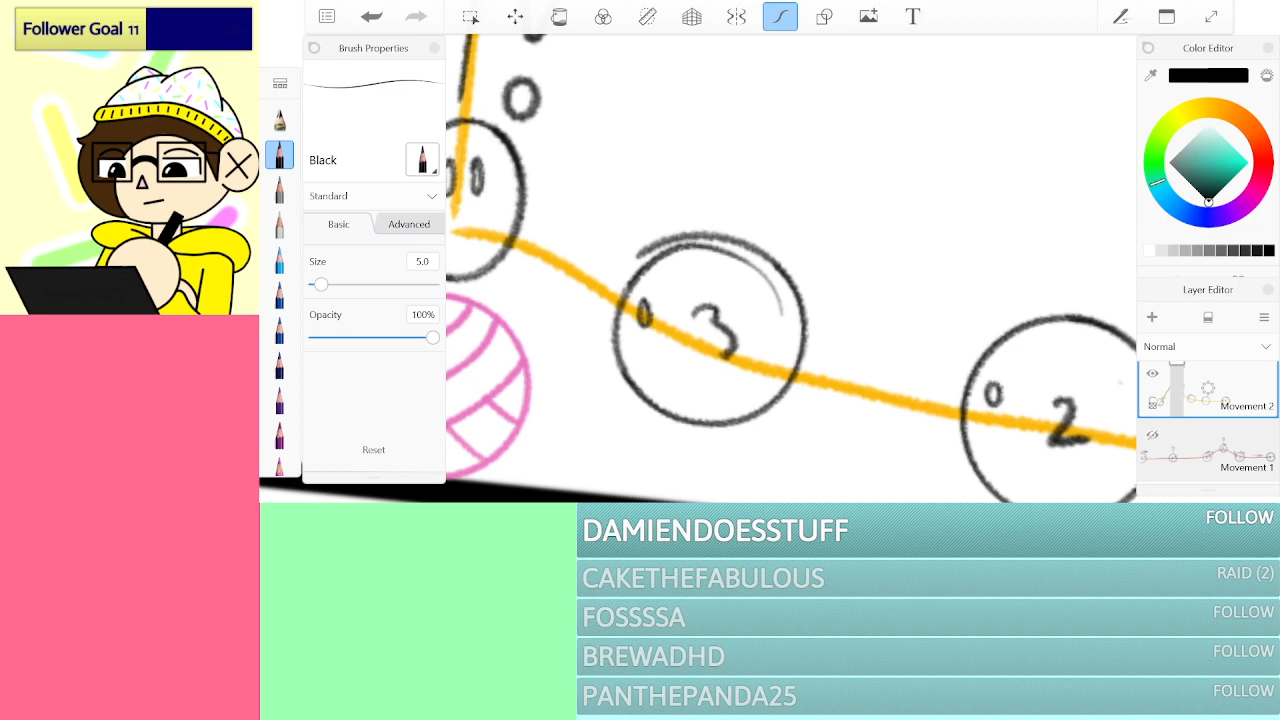 Follower Goal 11
Brush Properties
Black
Standard
Basic
Advanced
Size
5.0
Opacity
100%
Reset
T
0
3
0
2
Color Editor
Layer Editor
Normal
Movement 2
Movement 1
DAMIENDOESSTUFF FOLLOW
CAKETHEFABULOUS RAID (2)
FOSSSSA FOLLOW
BREWADHD FOLLOW
PANTHEPANDA25 FOLLOW